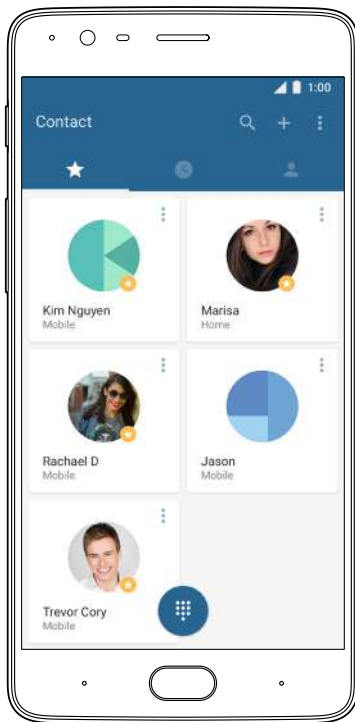 1:00
Contact
Kim Nguyen
Mobile
Marisa
Home
Rachael D
Mobile
Jason
Mobile
Trevor Cory
Mobile